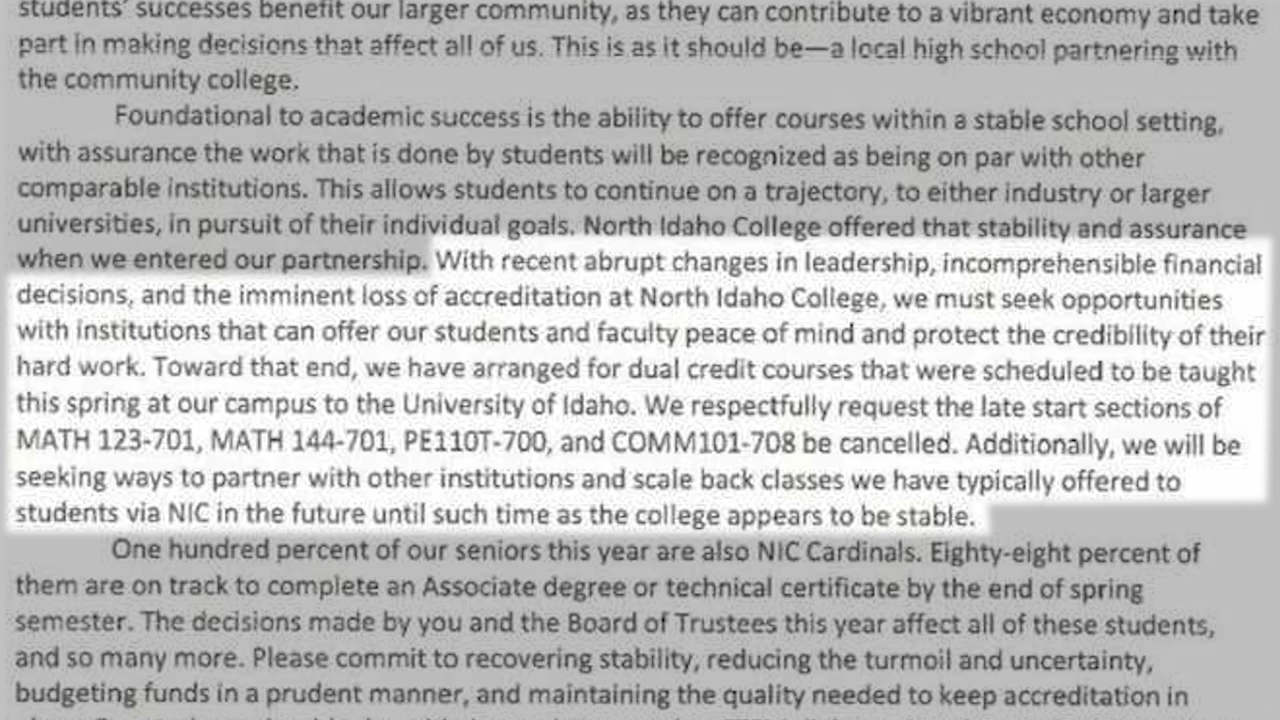 students' successes benefit our larger community, as they can contribute to a vibrant economy and take
part in making decisions that affect all of us. This is as it should be—a local high school partnering with
the community college.
Foundational to academic success is the ability to offer courses within a stable school setting,
with assurance the work that is done by students will be recognized as being on par with other
comparable institutions. This allows students to continue on a trajectory, to either industry or larger
universities, in pursuit of their individual goals. North Idaho College offered that stability and assurance
when we entered our partnership. With recent abrupt changes in leadership, incomprehensible financial
decisions, and the imminent loss of accreditation at North Idaho College, we must seek opportunities
with institutions that can offer our students and faculty peace of mind and protect the credibility of their
hard work. Toward that end, we have arranged for dual credit courses that were scheduled to be taught
this spring at our campus to the University of Idaho. We respectfully request the late start sections of
MATH 123-701, MATH 144-701, PE110T-700, and COMM101-708 be cancelled. Additionally, we will be
seeking ways to partner with other institutions and scale back classes we have typically offered to
students via NIC in the future until such time as the college appears to be stable.
One hundred percent of our seniors this year are also NIC Cardinals. Eighty-eight percent of
them are on track to complete an Associate degree or technical certificate by the end of spring
semester. The decisions made by you and the Board of Trustees this year affect all of these students,
and so many more. Please commit to recovering stability, reducing the turmoil and uncertainty,
budgeting funds in a prudent manner, and maintaining the quality needed to keep accreditation in